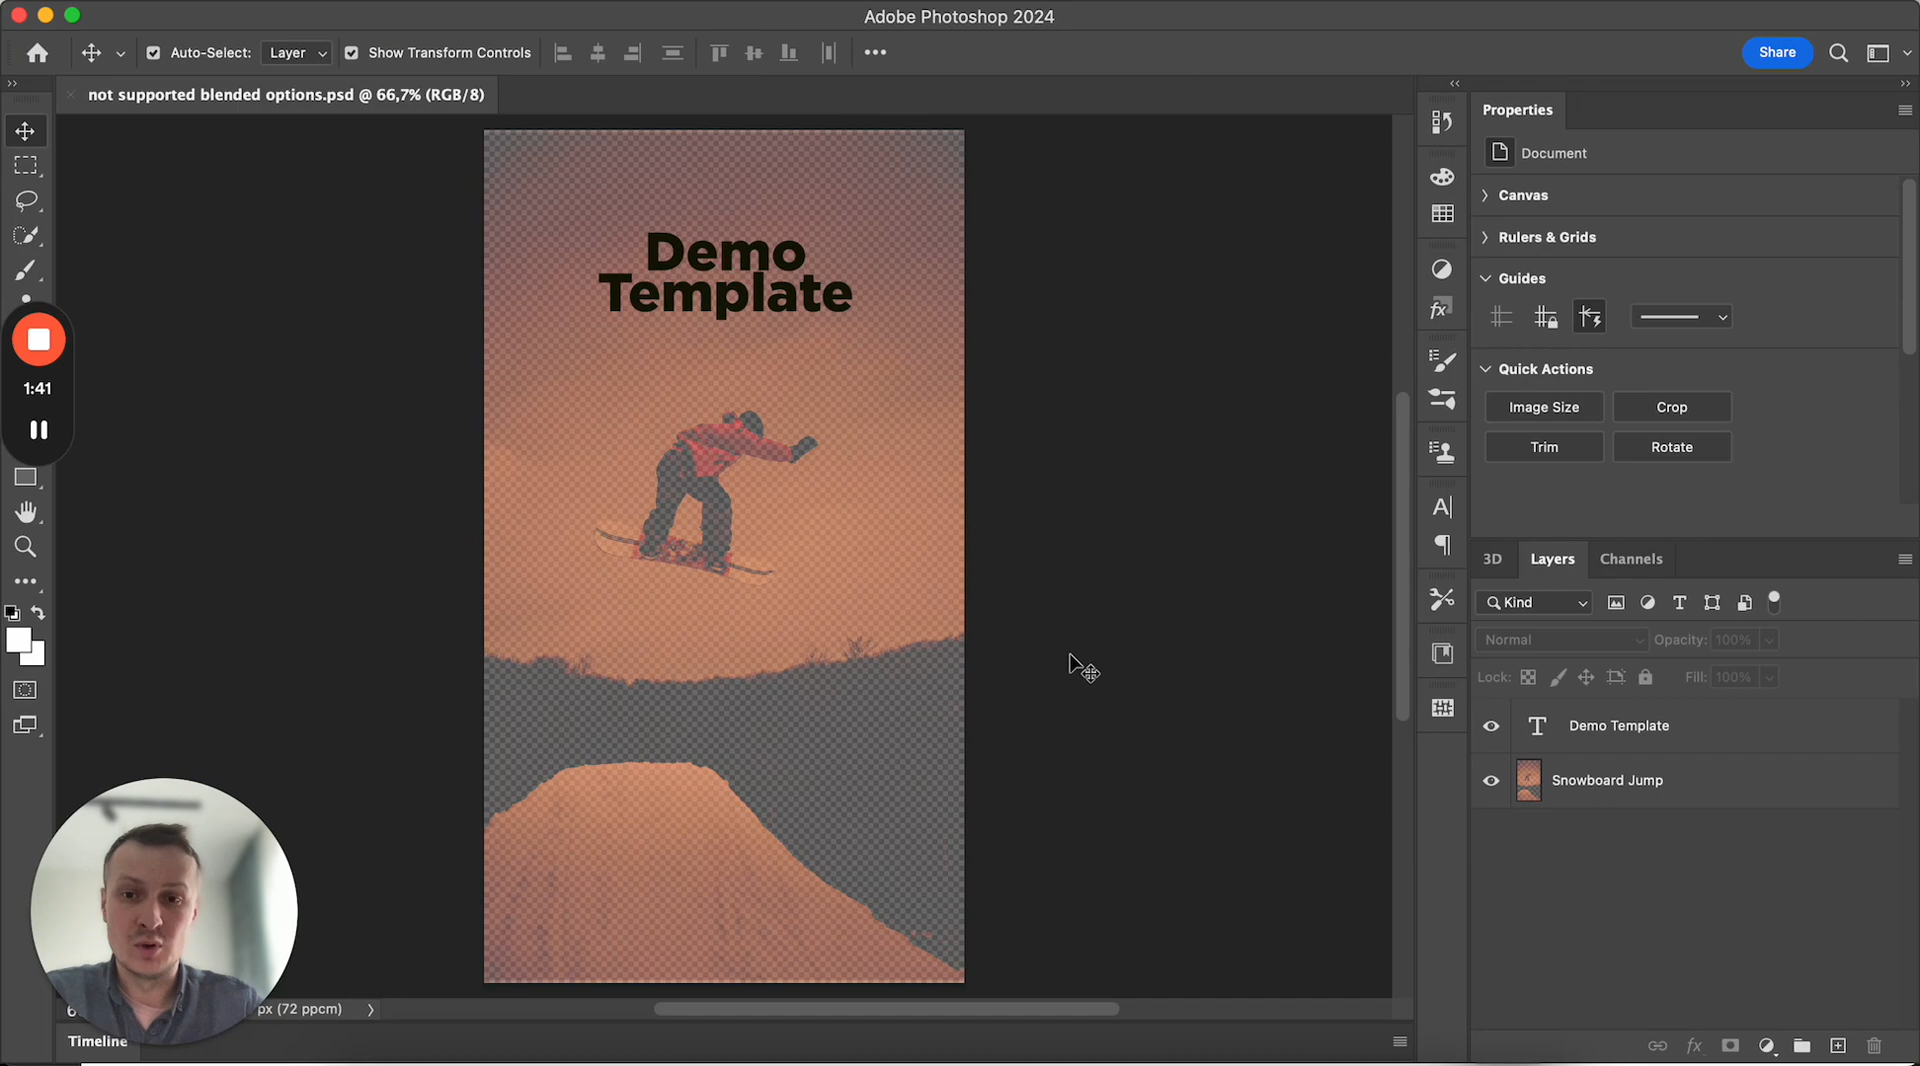 Adobe Photoshop 2024
Auto-Select: Layer Show Transform Controls
Share
not supported blended options.psd @ 66,7% (RGB/8)
Properties
Document
Canvas
Rulers & Grids
Guides
Quick Actions
Image Size Crop
Trim Rotate
Demo
Template
1:41
3D Layers Channels
Kind
Normal Opacity: 100%
Lock: Fill: 100%
Demo Template
Snowboard Jump
px (72 ppcm)
Timeline